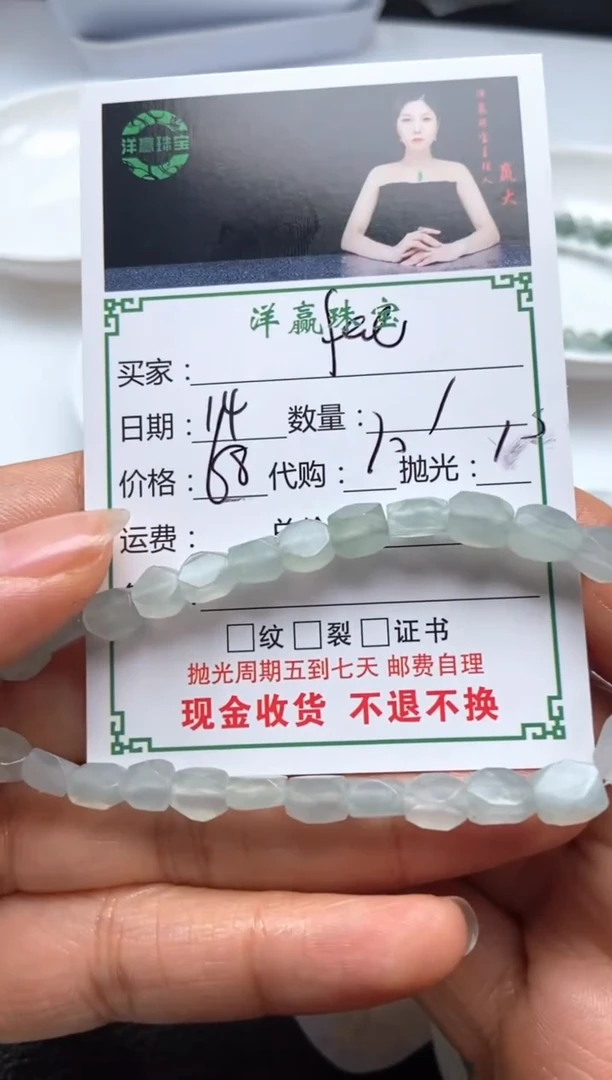 洋赢珠宝
赢大
洋赢珠宝
买家：
日期：14 数量：1
价格：68 代购： 抛光：
运费：
□纹 □裂 □证书
抛光周期五到七天 邮费自理
现金收货 不退不换